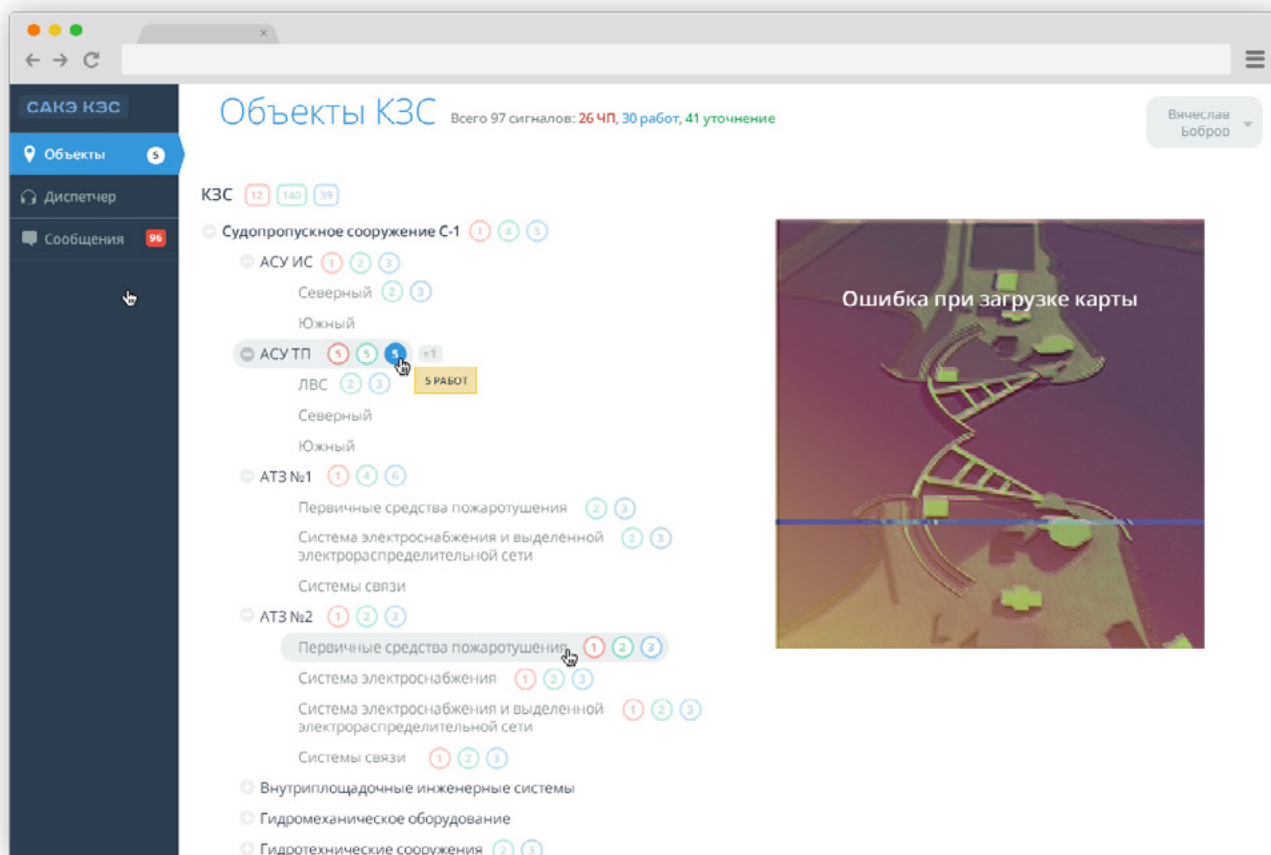 САКЭ КЗС
Объекты 5
Диспетчер
Сообщения 96
Объекты КЗС Всего 97 сигналов: 26 ЧП, 30 работ, 41 уточнение
Вячеслав
Бобров
КЗС 12 140 39
Судопропускное сооружение С-1 1 4 3
АСУ ИС 1 2 3
Северный 2 3
Южный
АСУ ТП 5 5 5 +1
5 РАБОТ
ЛВС 2 3
Северный
Южный
АТЗ №1 1 4 6
Первичные средства пожаротушения 2 3
Система электроснабжения и выделенной 2 3
электрораспределительной сети
Системы связи
АТЗ №2 1 2 3
Первичные средства пожаротушения 1 2 3
Система электроснабжения 1 2 3
Система электроснабжения и выделенной 1 2 3
электрораспределительной сети
Системы связи 1 2 3
Внутриплощадочные инженерные системы
Гидромеханическое оборудование
Гидротехнические сооружения 2 3
Ошибка при загрузке карты